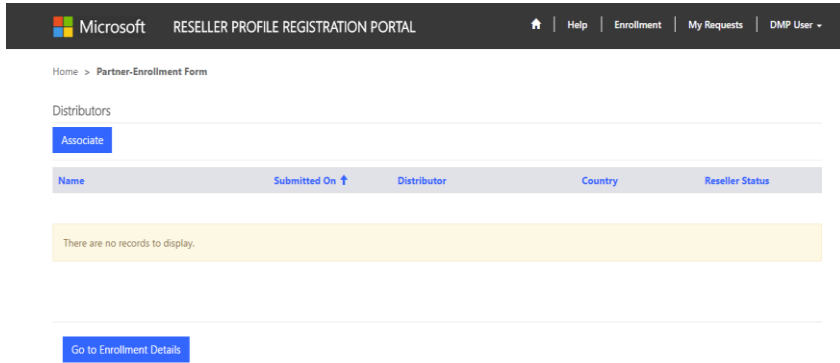 Microsoft RESELLER PROFILE REGISTRATION PORTAL Help Enrollment My Requests DMP User
Home > Partner-Enrollment Form
Distributors
Associate
Name Submitted On ↑ Distributor Country Reseller Status
There are no records to display.
Go to Enrollment Details